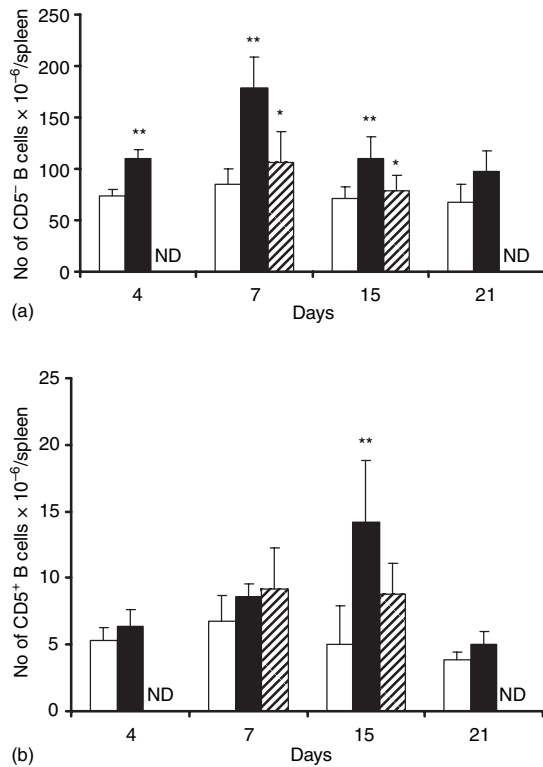 No of CD5⁻ B cells × 10⁻⁶/spleen
250
200
150
100
50
0
**
ND
**
*
**
*
ND
4
7
15
21
Days
(a)
No of CD5⁺ B cells × 10⁻⁶/spleen
25
20
15
10
5
0
ND
**
ND
4
7
15
21
Days
(b)